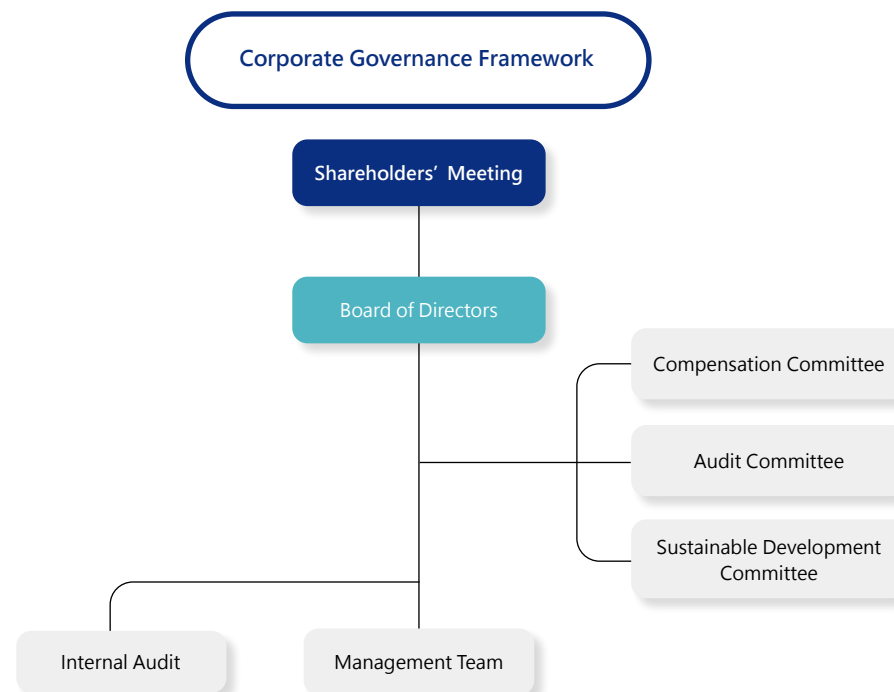 Corporate Governance Framework
Shareholders’ Meeting
Board of Directors
Compensation Committee
Audit Committee
Sustainable Development
Committee
Internal Audit
Management Team